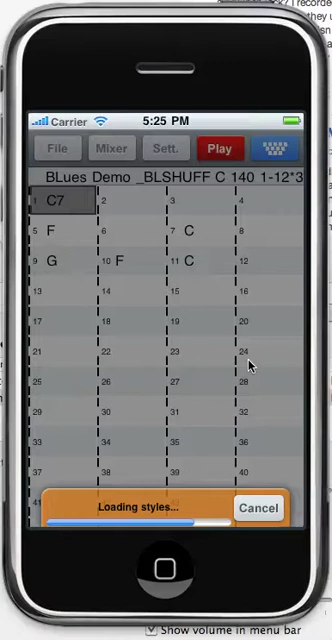 Carrier 5:25 PM
File Mixer Sett. Play
BLues Demo _BLSHUFF C 140 1-12*3
1 C7 2 3 4
5 F 6 7 C 8
9 G 10 F 11 C 12
13 14 15 16
17 18 19 20
21 22 23 24
25 26 27 28
29 30 31 32
33 34 35 36
37 38 39 40
41
Loading styles... Cancel
Show volume in menu bar